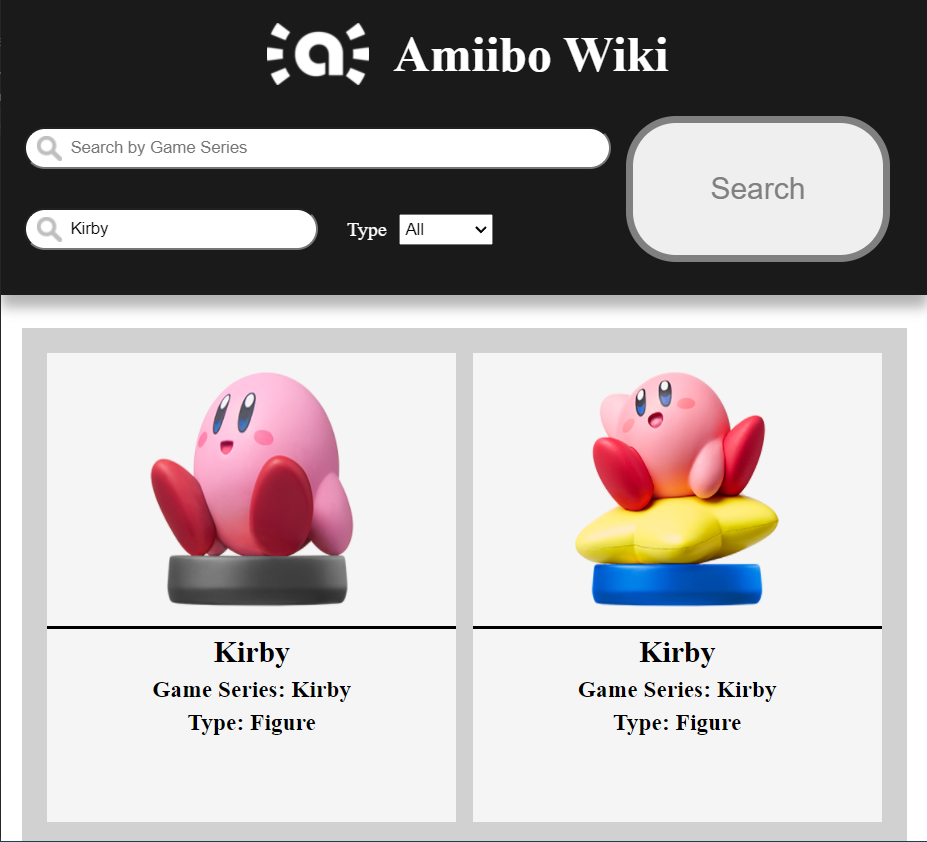 Amiibo Wiki
Search by Game Series
Search
Kirby
Type
All
Kirby
Game Series: Kirby
Type: Figure
Kirby
Game Series: Kirby
Type: Figure